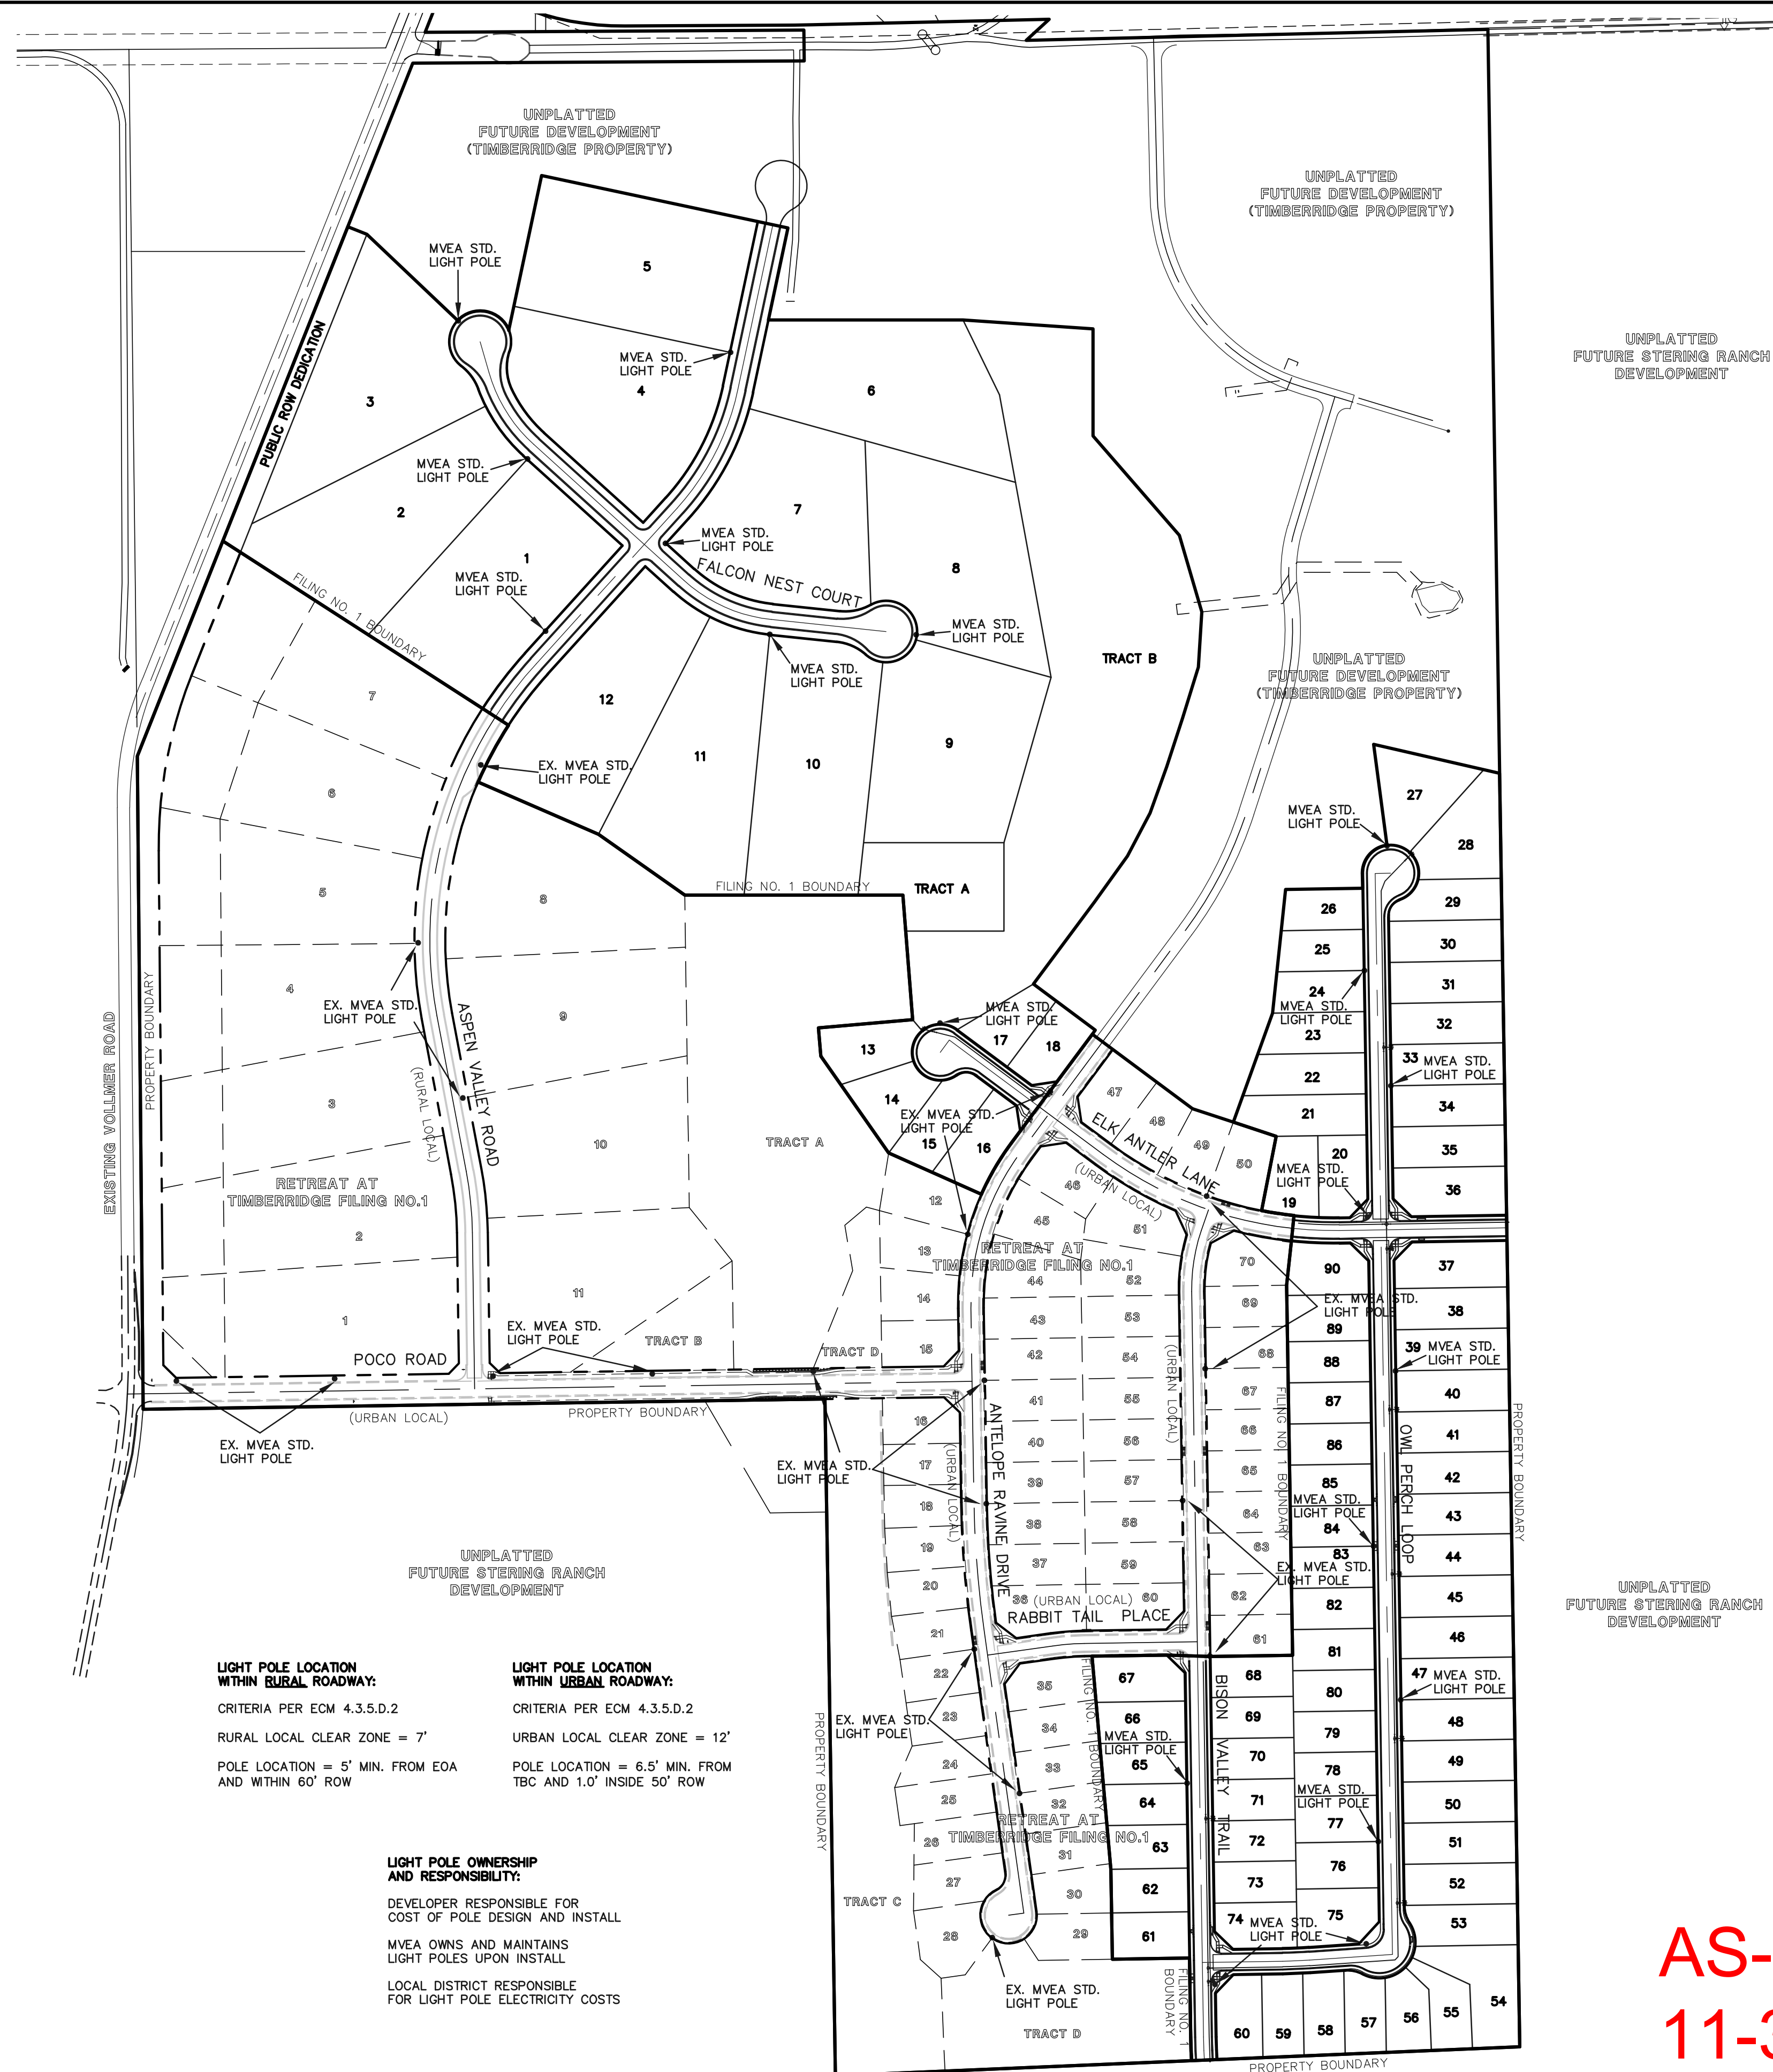 UNPLATTED
FUTURE DEVELOPMENT
(TIMBERRIDGE PROPERTY)
UNPLATTED
FUTURE DEVELOPMENT
(TIMBERRIDGE PROPERTY)
UNPLATTED
FUTURE STERING RANCH
DEVELOPMENT
MVEA STD.
LIGHT POLE
5
MVEA STD.
LIGHT POLE
4
PUBLIC ROW DEDICATION
3
6
MVEA STD.
LIGHT POLE
2
7
MVEA STD.
LIGHT POLE
FALCON NEST COURT
1
MVEA STD.
LIGHT POLE
8
FILING NO. 1 BOUNDARY
MVEA STD.
LIGHT POLE
MVEA STD.
LIGHT POLE
TRACT B
UNPLATTED
FUTURE DEVELOPMENT
(TIMBERRIDGE PROPERTY)
7
12
11
10
9
EX. MVEA STD.
LIGHT POLE
6
27
MVEA STD.
LIGHT POLE
28
5
8
FILING NO. 1 BOUNDARY
TRACT A
26
29
25
30
4
9
EX. MVEA STD.
LIGHT POLE
24
MVEA STD.
LIGHT POLE
31
23
32
MVEA STD.
LIGHT POLE
17
18
13
33
MVEA STD.
LIGHT POLE
22
EXISTING VOLLMER ROAD
PROPERTY BOUNDARY
ASPEN VALLEY ROAD
(RURAL LOCAL)
3
14
EX. MVEA STD.
LIGHT POLE
15
16
47
48
49
50
ELK ANTLER LANE
(URBAN LOCAL)
21
34
10
TRACT A
20
MVEA STD.
LIGHT POLE
35
19
36
RETREAT AT
TIMBERRIDGE FILING NO.1
12
46
45
51
2
13
RETREAT AT
TIMBERRIDGE FILING NO.1
70
90
37
44
52
14
11
69
EX. MVEA STD.
LIGHT POLE
38
1
43
53
89
EX. MVEA STD.
LIGHT POLE
TRACT B
TRACT D
15
42
54
68
88
39
MVEA STD.
LIGHT POLE
POCO ROAD
(URBAN LOCAL)
PROPERTY BOUNDARY
41
55
67
87
40
(URBAN LOCAL)
FILING NO. 1 BOUNDARY
OWL PERCH LOOP
PROPERTY BOUNDARY
EX. MVEA STD.
LIGHT POLE
16
40
56
66
86
41
17
EX. MVEA STD.
LIGHT POLE
39
57
65
85
42
(URBAN LOCAL)
ANTELOPE RAVINE DRIVE
18
38
58
64
MVEA STD.
LIGHT POLE
84
43
19
37
59
63
83
44
EX. MVEA STD.
LIGHT POLE
UNPLATTED
FUTURE STERING RANCH
DEVELOPMENT
20
36
(URBAN LOCAL)
60
62
82
45
RABBIT TAIL PLACE
UNPLATTED
FUTURE STERING RANCH
DEVELOPMENT
21
61
81
46
LIGHT POLE LOCATION
WITHIN RURAL ROADWAY:
CRITERIA PER ECM 4.3.5.D.2
RURAL LOCAL CLEAR ZONE = 7'
POLE LOCATION = 5' MIN. FROM EOA
AND WITHIN 60' ROW
LIGHT POLE LOCATION
WITHIN URBAN ROADWAY:
CRITERIA PER ECM 4.3.5.D.2
URBAN LOCAL CLEAR ZONE = 12'
POLE LOCATION = 6.5' MIN. FROM
TBC AND 1.0' INSIDE 50' ROW
22
35
67
68
80
47
MVEA STD.
LIGHT POLE
PROPERTY BOUNDARY
EX. MVEA STD.
LIGHT POLE
23
34
FILING NO. 1 BOUNDARY
66
MVEA STD.
LIGHT POLE
BISON VALLEY TRAIL
69
79
48
24
33
65
70
78
49
MVEA STD.
LIGHT POLE
25
32
64
71
50
RETREAT AT
TIMBERRIDGE FILING NO.1
26
31
63
72
77
51
27
30
62
73
76
52
TRACT C
28
29
61
74
MVEA STD.
LIGHT POLE
75
53
LIGHT POLE OWNERSHIP
AND RESPONSIBILITY:
DEVELOPER RESPONSIBLE FOR
COST OF POLE DESIGN AND INSTALL
MVEA OWNS AND MAINTAINS
LIGHT POLES UPON INSTALL
LOCAL DISTRICT RESPONSIBLE
FOR LIGHT POLE ELECTRICITY COSTS
EX. MVEA STD.
LIGHT POLE
FILING NO. 1
BOUNDARY
TRACT D
60
59
58
57
56
55
54
PROPERTY BOUNDARY
AS-
11-3